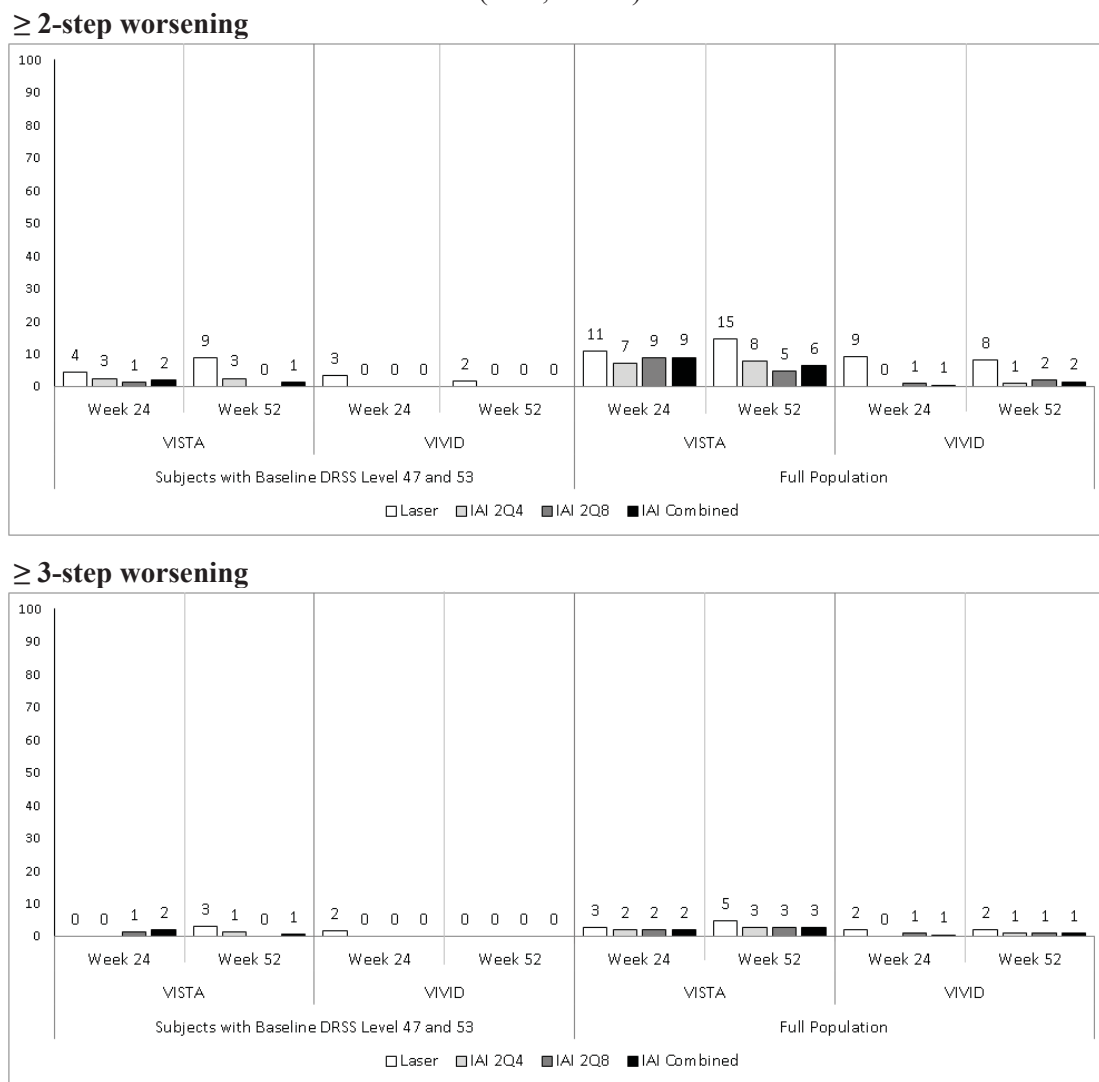 ≥ 2-step worsening
100
90
80
70
60
50
40
30
20
10
0
4 3 1 2 9 3 0 1 3 0 0 0 2 0 0 0 11 7 9 9 15 8 5 6 9 0 1 1 8 1 2 2
Week 24 Week 52 Week 24 Week 52 Week 24 Week 52 Week 24 Week 52
VISTA VIVID VISTA VIVID
Subjects with Baseline DRSS Level 47 and 53 Full Population
Laser IAI 2Q4 IAI 2Q8 IAI Combined
≥ 3-step worsening
100
90
80
70
60
50
40
30
20
10
0
0 0 1 2 3 1 0 1 2 0 0 0 0 0 0 0 3 2 2 2 5 3 3 3 2 0 1 1 2 1 1 1
Week 24 Week 52 Week 24 Week 52 Week 24 Week 52 Week 24 Week 52
VISTA VIVID VISTA VIVID
Subjects with Baseline DRSS Level 47 and 53 Full Population
Laser IAI 2Q4 IAI 2Q8 IAI Combined